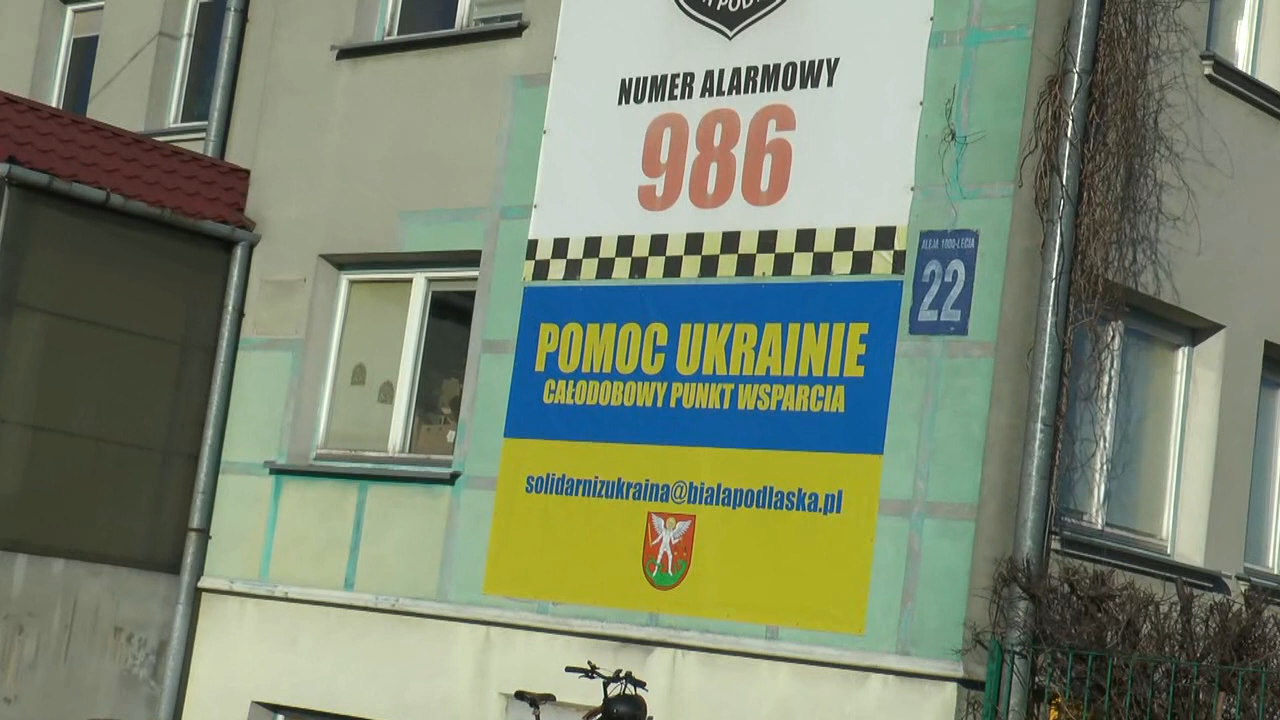 NUMER ALARMOWY
986
ALEJA 1000-LECIA
22
POMOC UKRAINIE
CAŁODOBOWY PUNKT WSPARCIA
solidarnizukraina@bialapodlaska.pl